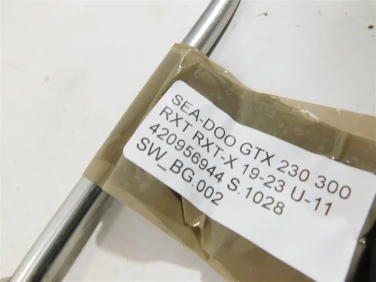 SEA-DOO GTX 230 300
RXT RXT-X 19-23 U-11
420956944 S.1028
SW_BG.002